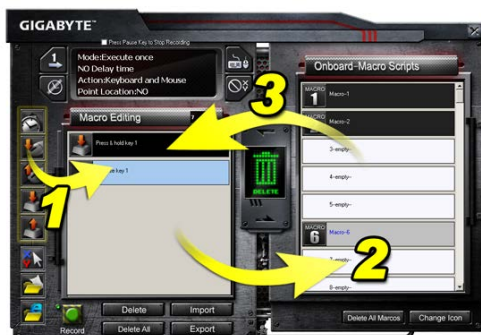 GIGABYTE™
Press Pause Key to Stop Recording
Mode:Execute once
NO Delay time
Action:Keyboard and Mouse
Point Location:NO
Onboard-Macro Scripts
Macro Editing
?
Press & hold key 1
key 1
MACRO 1 Macro-1
Macro-2
3-empty-
4-empty-
5-empty-
MACRO 6 Macro-6
8-empty-
DELETE
1
2
3
Record
Delete
Import
Delete All
Export
Delete All Marcos
Change Icon